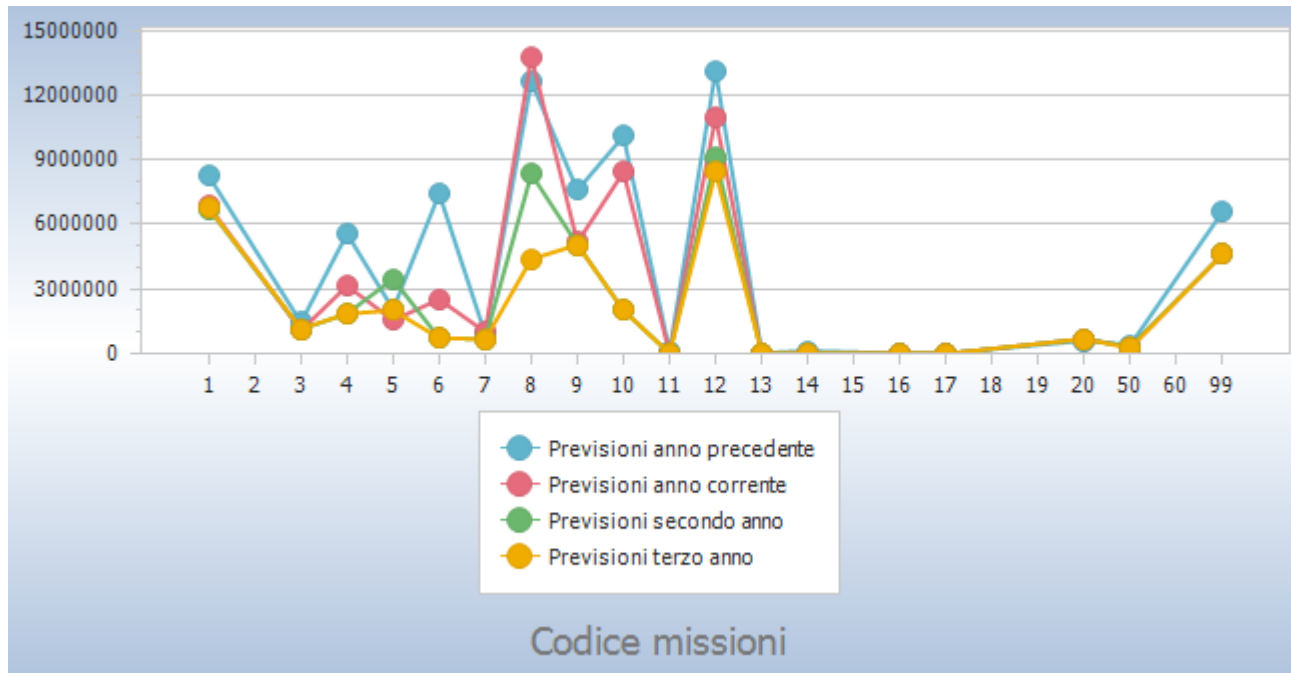 15000000
12000000
9000000
6000000
3000000
0
1 2 3 4 5 6 7 8 9 10 11 12 13 14 15 16 17 18 19 20 50 60 99
Previsioni anno precedente
Previsioni anno corrente
Previsioni secondo anno
Previsioni terzo anno
Codice missioni